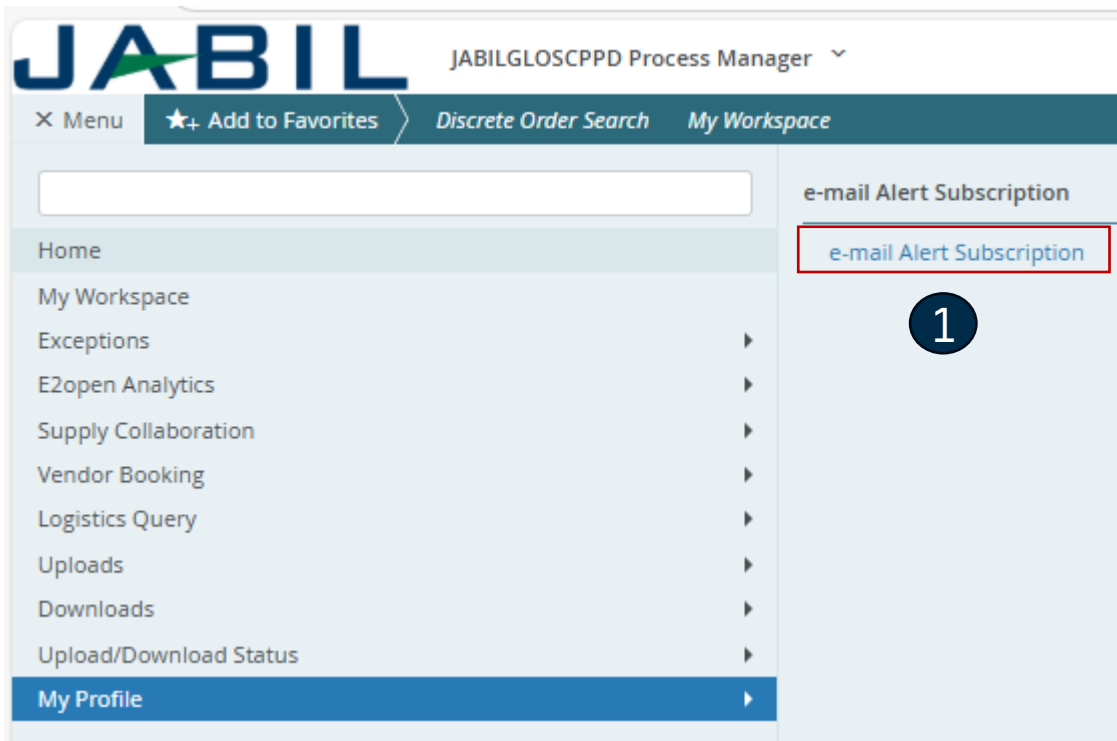 JABIL
JABILGLOSCPPD Process Manager
× Menu
Add to Favorites
Discrete Order Search
My Workspace
Home
My Workspace
Exceptions
E2open Analytics
Supply Collaboration
Vendor Booking
Logistics Query
Uploads
Downloads
Upload/Download Status
My Profile
e-mail Alert Subscription
e-mail Alert Subscription
1